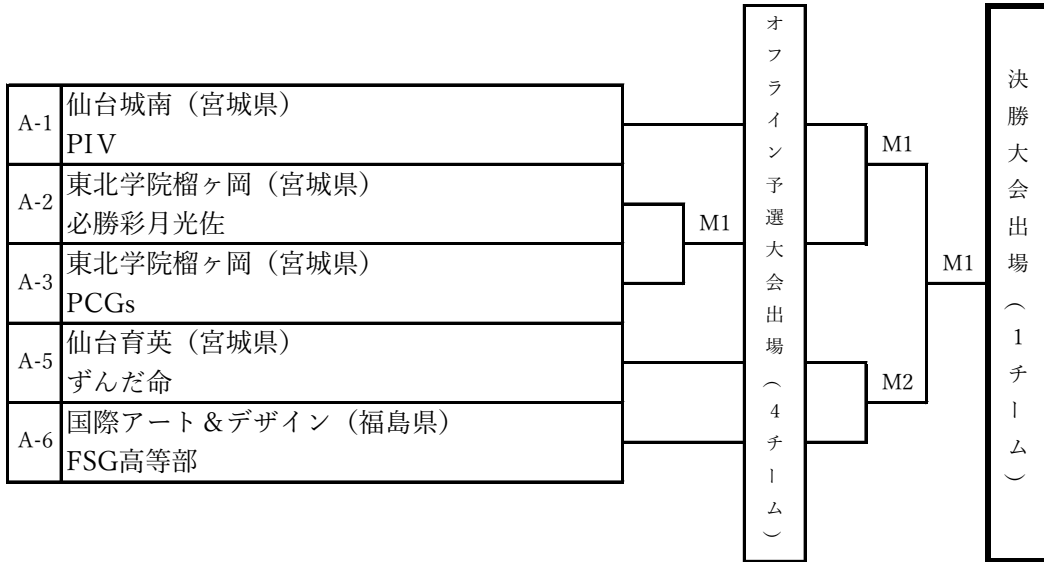 A-1
仙台城南（宮城県）
PIV
A-2
東北学院榴ヶ岡（宮城県）
必勝彩月光佐
A-3
東北学院榴ヶ岡（宮城県）
PCGs
A-5
仙台育英（宮城県）
ずんだ命
A-6
国際アート＆デザイン（福島県）
FSG高等部
M1
オフライン予選大会出場（4チーム）
M1
M2
M1
決勝大会出場（1チーム）